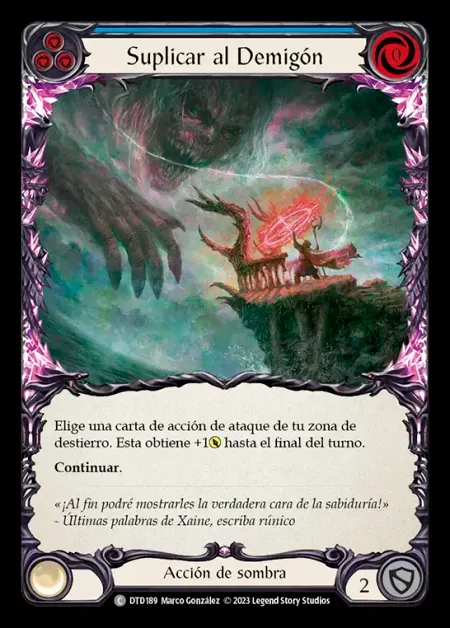 Suplicar al Demigón
0
Elige una carta de acción de ataque de tu zona de
destierro. Esta obtiene +1 hasta el final del turno.
Continuar.
«¡Al fin podré mostrarles la verdadera cara de la sabiduría!»
- Últimas palabras de Xaine, escriba rúnico
Acción de sombra
2
C DTD189 Marco González © 2023 Legend Story Studios